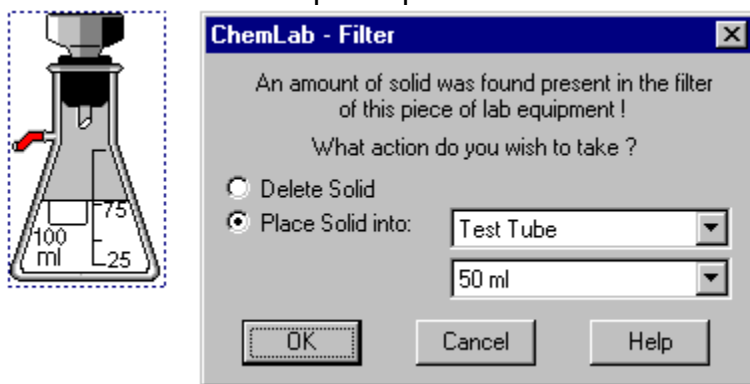 ChemLab - Filter
An amount of solid was found present in the filter
of this piece of lab equipment !
What action do you wish to take ?
Delete Solid
Place Solid into:
Test Tube
50 ml
OK
Cancel
Help
75
100
ml
25